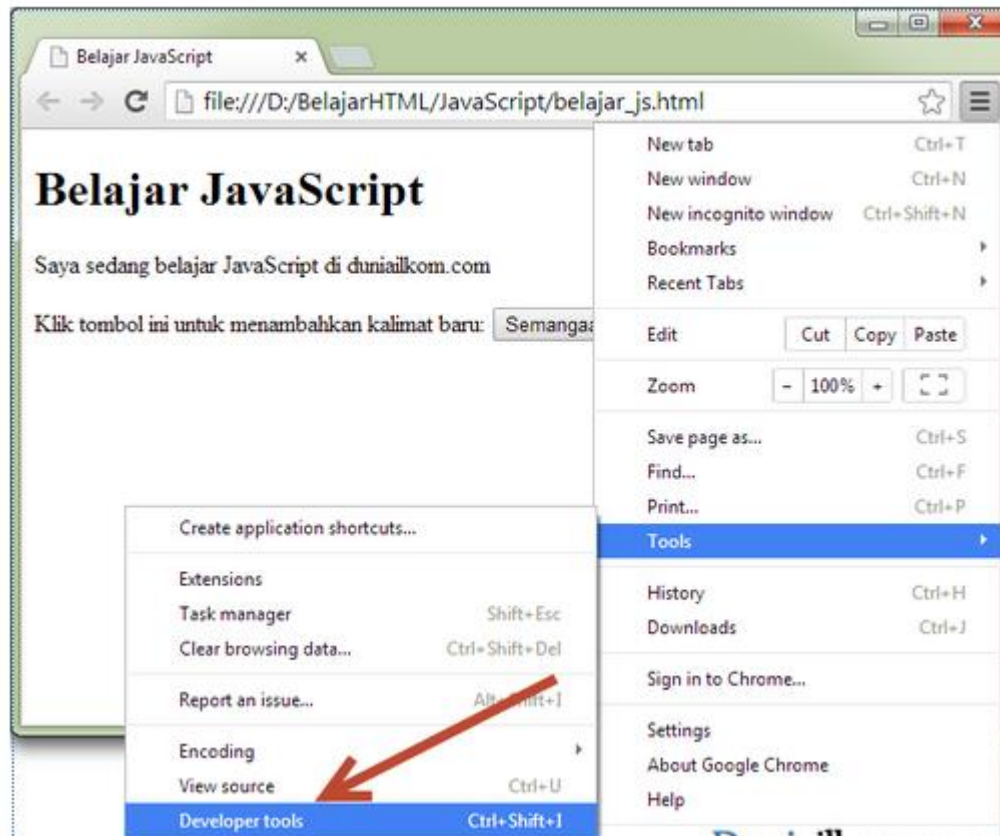 Belajar JavaScript
file:///D:/BelajarHTML/JavaScript/belajar_js.html
Belajar JavaScript
Saya sedang belajar JavaScript di duniailkom.com
Klik tombol ini untuk menambahkan kalimat baru:
New tab Ctrl+T
New window Ctrl+N
New incognito window Ctrl+Shift+N
Bookmarks
Recent Tabs
Edit Cut Copy Paste
Zoom - 100% +
Save page as... Ctrl+S
Find... Ctrl+F
Print... Ctrl+P
Tools
History Ctrl+H
Downloads Ctrl+J
Sign in to Chrome...
Settings
About Google Chrome
Help
Create application shortcuts...
Extensions
Task manager Shift+Esc
Clear browsing data... Ctrl+Shift+Del
Report an issue... Alt+Shift+I
Encoding
View source Ctrl+U
Developer tools Ctrl+Shift+I